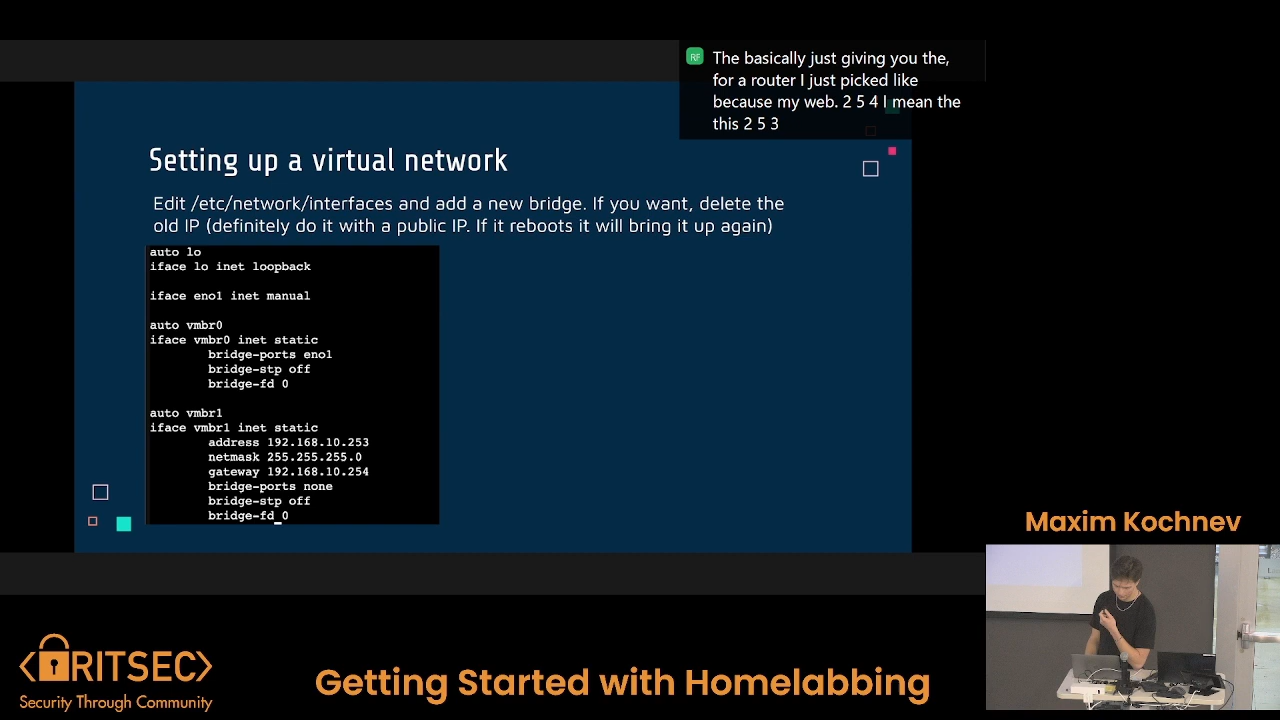 RF
The basically just giving you the,
for a router I just picked like
because my web. 2 5 4 I mean the
this 2 5 3
Setting up a virtual network
Edit /etc/network/interfaces and add a new bridge. If you want, delete the
old IP (definitely do it with a public IP. If it reboots it will bring it up again)
auto lo
iface lo inet loopback
iface eno1 inet manual
auto vmbr0
iface vmbr0 inet static
bridge-ports eno1
bridge-stp off
bridge-fd 0
auto vmbr1
iface vmbr1 inet static
address 192.168.10.253
netmask 255.255.255.0
gateway 192.168.10.254
bridge-ports none
bridge-stp off
bridge-fd 0
Maxim Kochnev
RITSEC
Security Through Community
Getting Started with Homelabbing